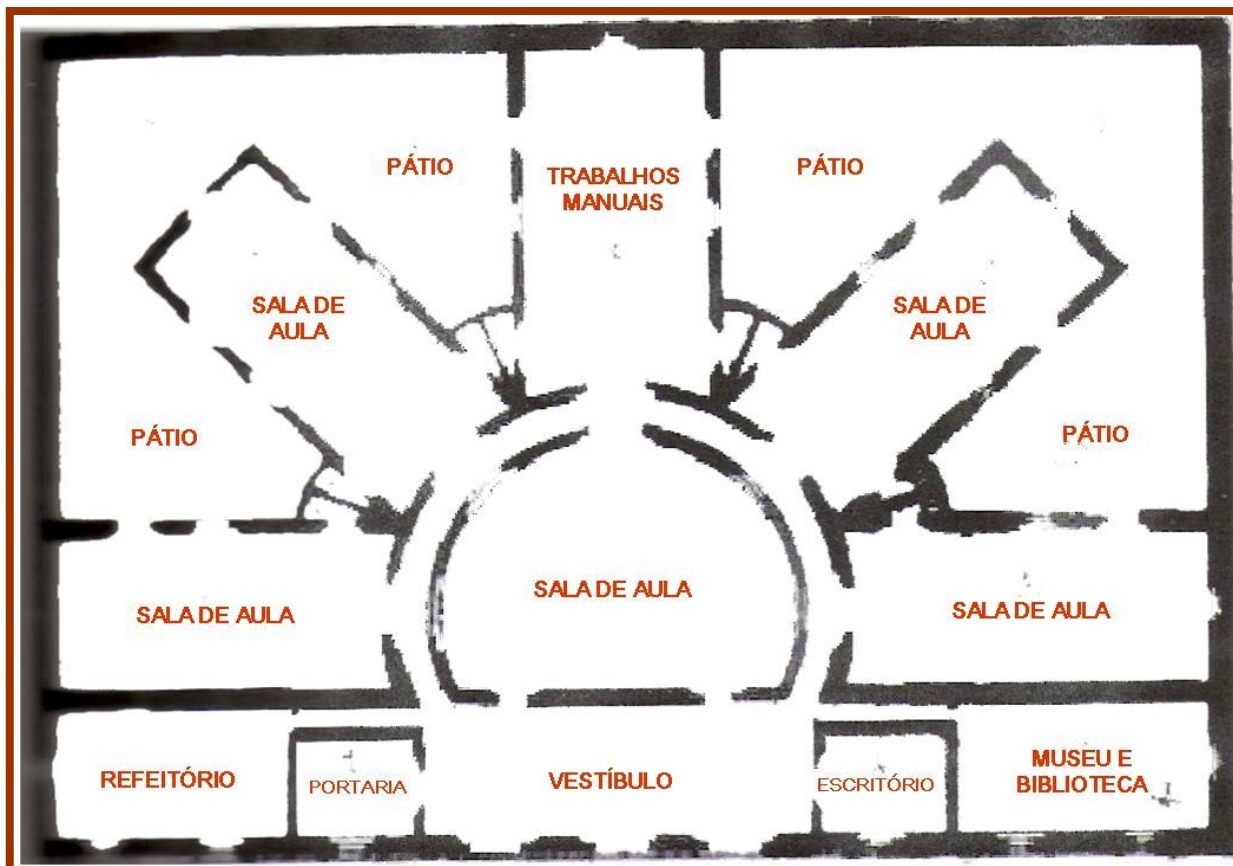 PÁTIO
TRABALHOS
MANUAIS
PÁTIO
SALA DE
AULA
SALA DE
AULA
PÁTIO
PÁTIO
SALA DE AULA
SALA DE AULA
SALA DE AULA
REFEITÓRIO
PORTARIA
VESTÍBULO
ESCRITÓRIO
MUSEU E
BIBLIOTECA